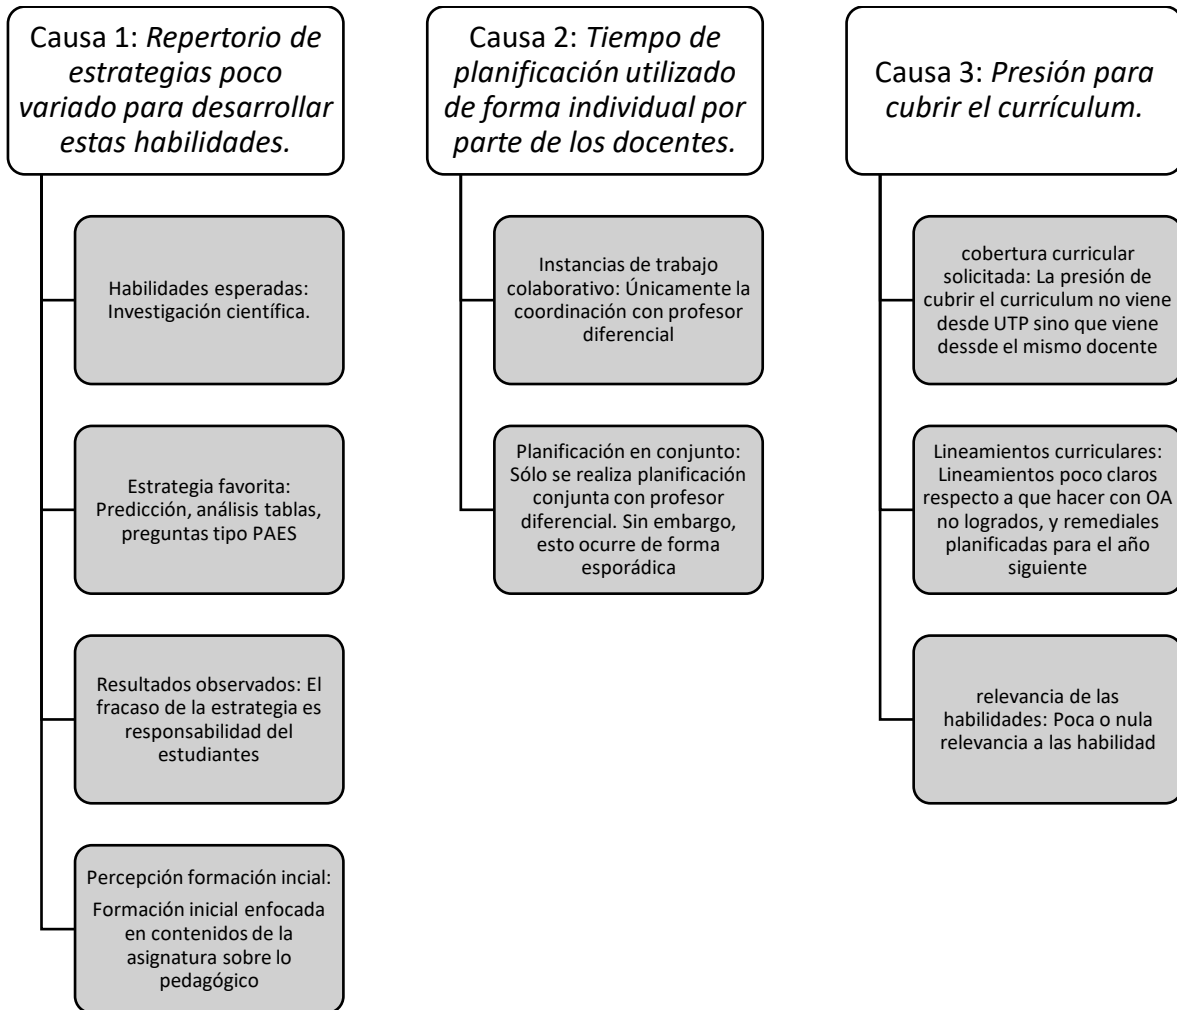 Causa 1: Repertorio de
estrategias poco
variado para desarrollar
estas habilidades.
Habilidades esperadas:
Investigación científica.
Estrategia favorita:
Predicción, análisis tablas,
preguntas tipo PAES
Resultados observados: El
fracaso de la estrategia es
responsabilidad del
estudiantes
Percepción formación incial:
Formación inicial enfocada
en contenidos de la
asignatura sobre lo
pedagógico
Causa 2: Tiempo de
planificación utilizado
de forma individual por
parte de los docentes.
Instancias de trabajo
colaborativo: Únicamente la
coordinación con profesor
diferencial
Planificación en conjunto:
Sólo se realiza planificación
conjunta con profesor
diferencial. Sin embargo,
esto ocurre de forma
esporádica
Causa 3: Presión para
cubrir el currículum.
cobertura curricular
solicitada: La presión de
cubrir el curriculum no viene
desde UTP sino que viene
dessde el mismo docente
Lineamientos curriculares:
Lineamientos poco claros
respecto a que hacer con OA
no logrados, y remediales
planificadas para el año
siguiente
relevancia de las
habilidades: Poca o nula
relevancia a las habilidad